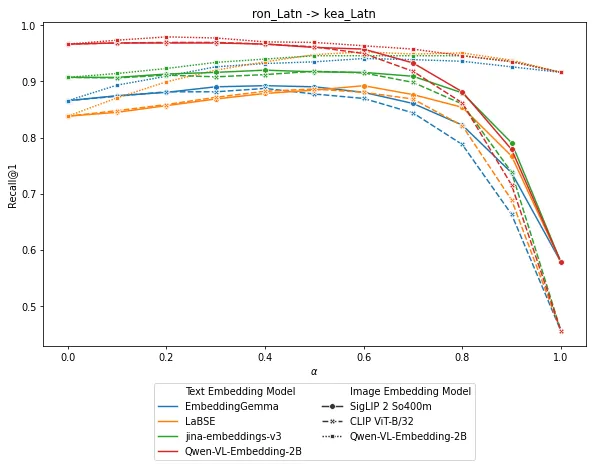 ron_Latn -> kea_Latn
Recall@1
1.0
0.9
0.8
0.7
0.6
0.5
0.0 0.2 0.4 0.6 0.8 1.0
α
Text Embedding Model
EmbeddingGemma
LaBSE
jina-embeddings-v3
Qwen-VL-Embedding-2B
Image Embedding Model
SigLIP 2 So400m
CLIP ViT-B/32
Qwen-VL-Embedding-2B